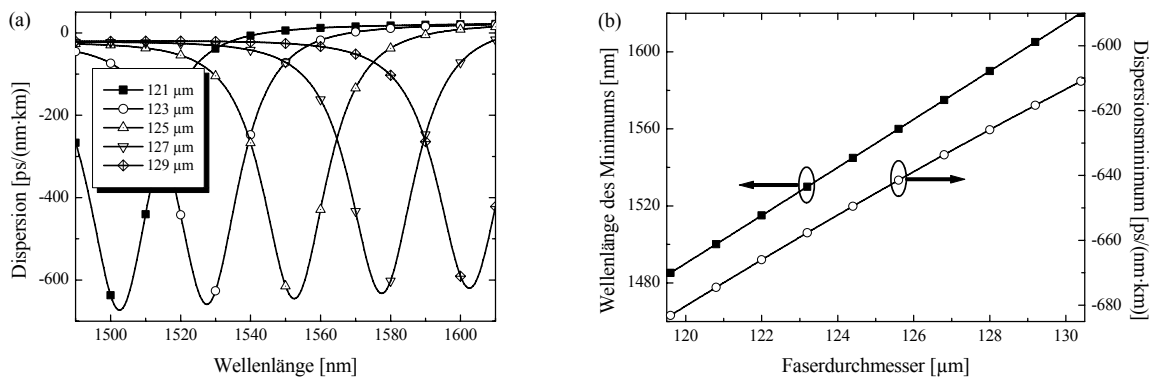 (a)
0
-200
-400
-600
Dispersion [ps/(nm·km)]
121 µm
123 µm
125 µm
127 µm
129 µm
1500
1520
1540
1560
1580
1600
Wellenlänge [nm]
(b)
1600
1560
1520
1480
Wellenlänge des Minimums [nm]
120
122
124
126
128
130
Faserdurchmesser [µm]
-600
-620
-640
-660
-680
Dispersionsminimum [ps/(nm·km)]